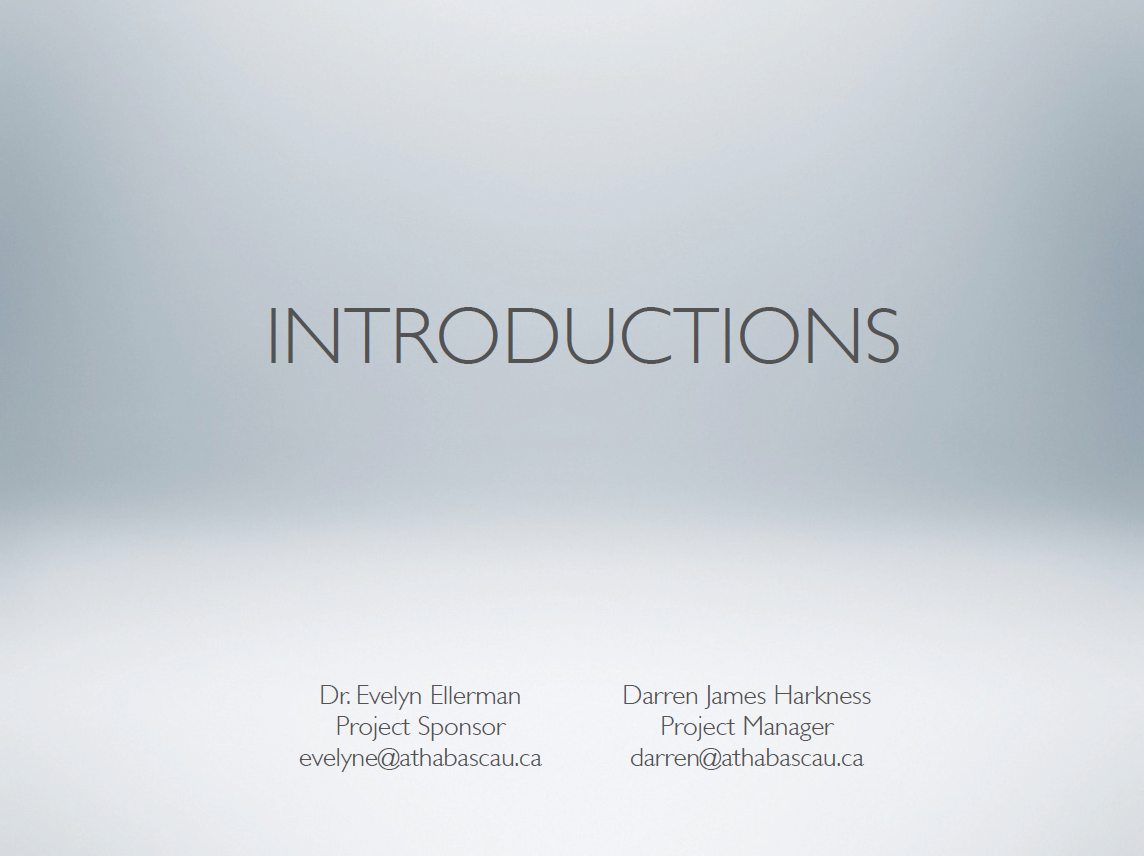 INTRODUCTIONS
Dr. Evelyn Ellerman
Project Sponsor
evelyne@athabascau.ca
Darren James Harkness
Project Manager
darren@athabascau.ca